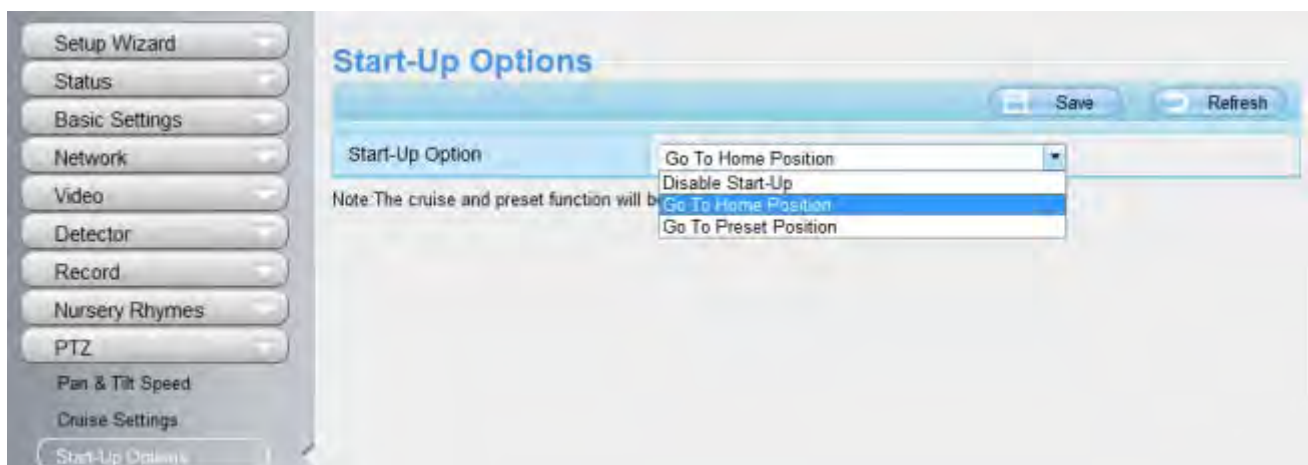 Setup Wizard
Status
Basic Settings
Network
Video
Detector
Record
Nursery Rhymes
PTZ
Pan & Tilt Speed
Cruise Settings
Start-Up Options
Start-Up Options
Save Refresh
Start-Up Option Go To Home Position
Disable Start-Up
Note The cruise and preset function will
Go To Home Position
Go To Preset Position